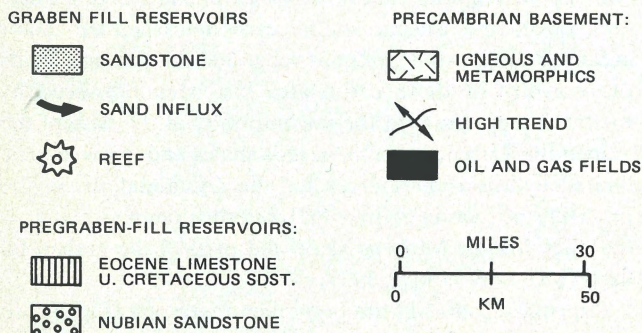 GRABEN FILL RESERVOIRS
SANDSTONE
SAND INFLUX
REEF
PREGRABEN-FILL RESERVOIRS:
EOCENE LIMESTONE
U. CRETACEOUS SDST.
NUBIAN SANDSTONE
PRECAMBRIAN BASEMENT:
IGNEOUS AND
METAMORPHICS
HIGH TREND
OIL AND GAS FIELDS
MILES
0 30
0 50
KM